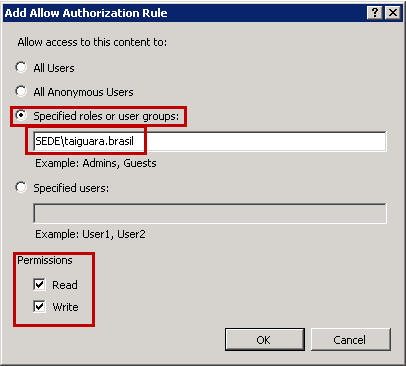 Add Allow Authorization Rule
Allow access to this content to:
All Users
All Anonymous Users
Specified roles or user groups:
SEDE\taiguara.brasil
Example: Admins, Guests
Specified users:
Example: User1, User2
Permissions
Read
Write
OK Cancel